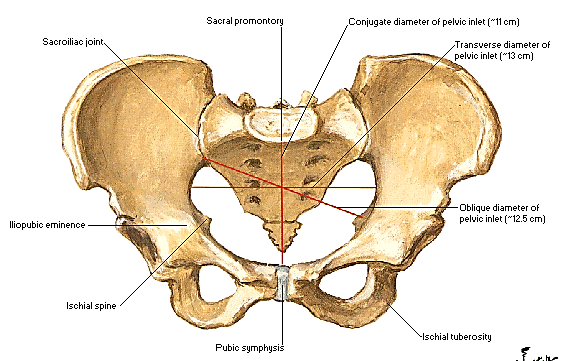 Sacral promontory
Conjugate diameter of pelvic inlet (~11 cm)
Sacroiliac joint
Transverse diameter of
pelvic inlet (~13 cm)
Oblique diameter of
pelvic inlet (~12.5 cm)
Iliopubic eminence
Ischial spine
Ischial tuberosity
Pubic symphysis